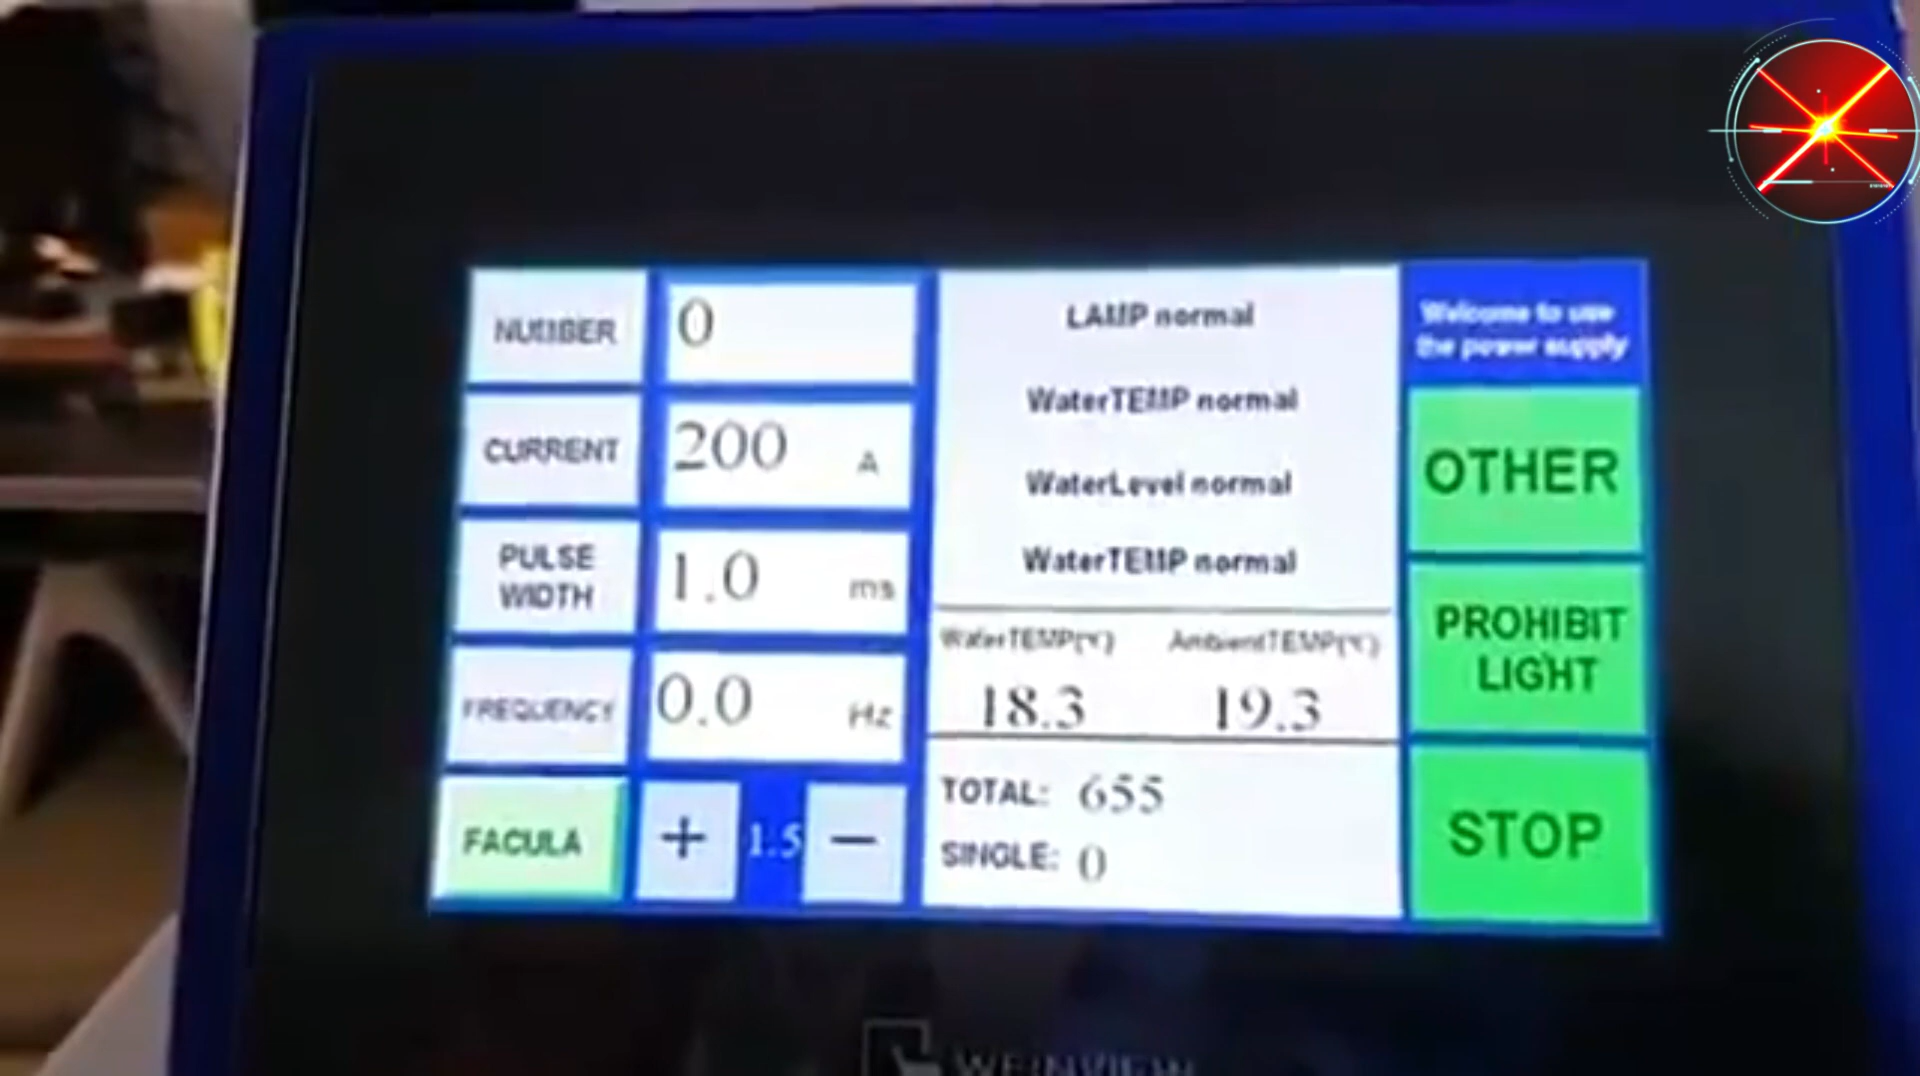 NUMBER
0
CURRENT
200 A
PULSE
WIDTH
1.0 ms
FREQUENCY
0.0 Hz
FACULA
+ 1.5 −
LAMP normal
WaterTEMP normal
WaterLevel normal
WaterTEMP normal
WaterTEMP(℃) AmbientTEMP(℃)
18.3 19.3
TOTAL: 655
SINGLE: 0
Welcome to use
the power supply
OTHER
PROHIBIT
LIGHT
STOP
WEINVIEW